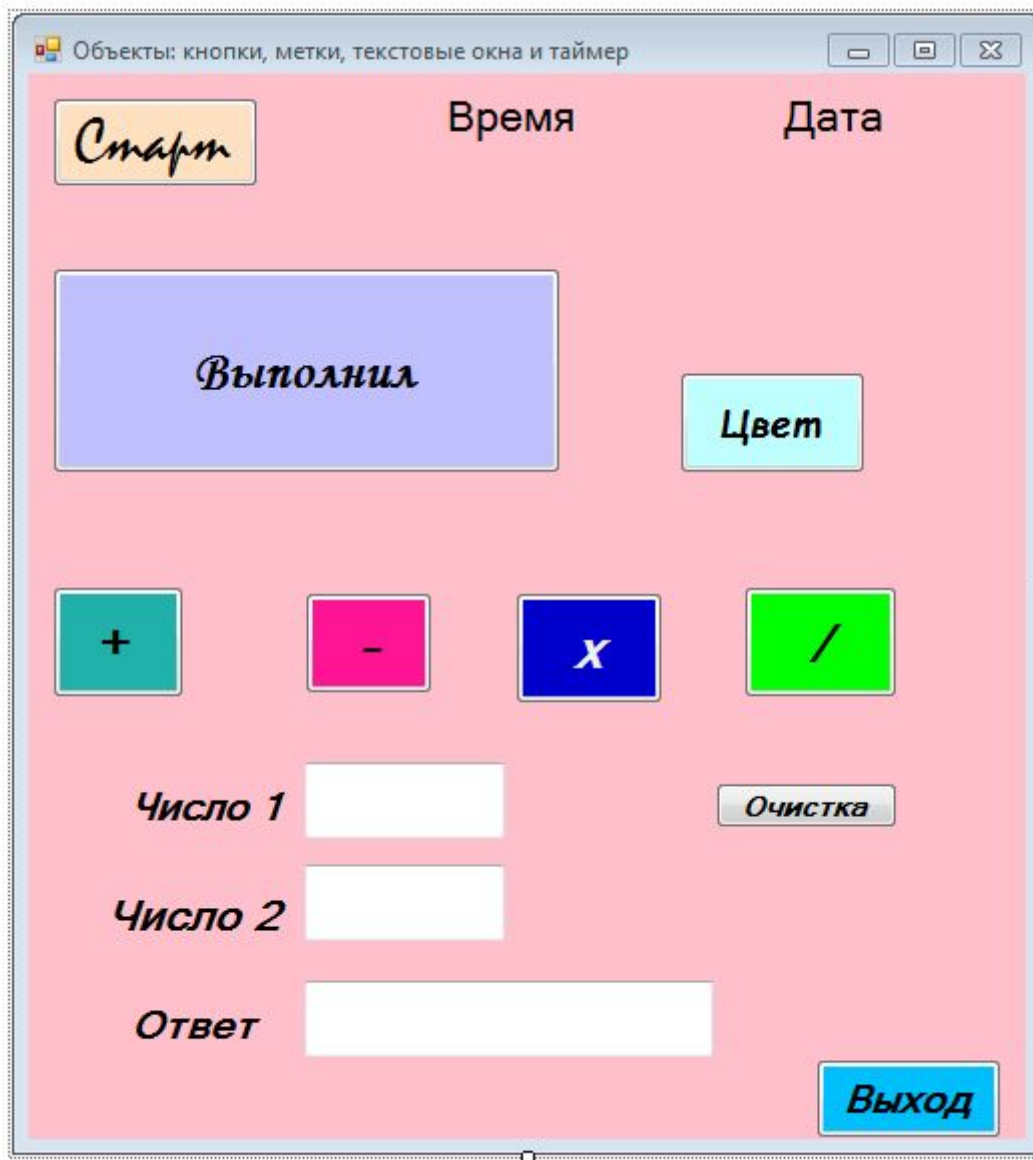 Объекты: кнопки, метки, текстовые окна и таймер
Старт
Время
Дата
Выполнил
Цвет
+
-
x
/
Число 1
Очистка
Число 2
Ответ
Выход